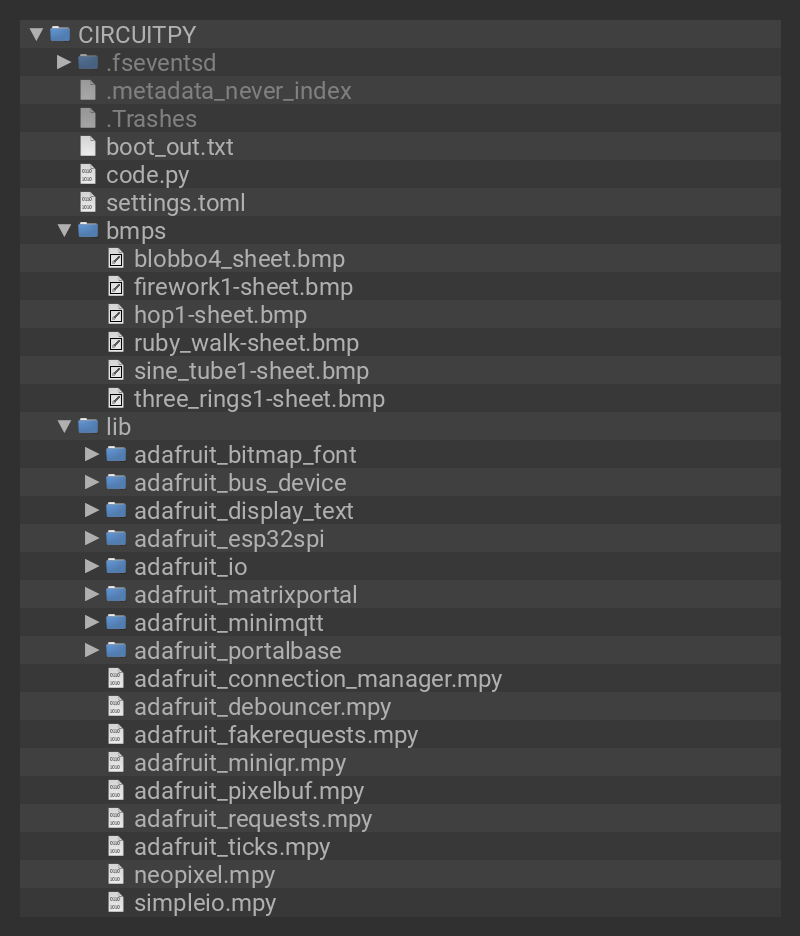 CIRCUITPY
.fseventsd
.metadata_never_index
.Trashes
boot_out.txt
code.py
settings.toml
bmps
blobbo4_sheet.bmp
firework1-sheet.bmp
hop1-sheet.bmp
ruby_walk-sheet.bmp
sine_tube1-sheet.bmp
three_rings1-sheet.bmp
lib
adafruit_bitmap_font
adafruit_bus_device
adafruit_display_text
adafruit_esp32spi
adafruit_io
adafruit_matrixportal
adafruit_minimqtt
adafruit_portalbase
adafruit_connection_manager.mpy
adafruit_debouncer.mpy
adafruit_fakerequests.mpy
adafruit_miniqr.mpy
adafruit_pixelbuf.mpy
adafruit_requests.mpy
adafruit_ticks.mpy
neopixel.mpy
simpleio.mpy